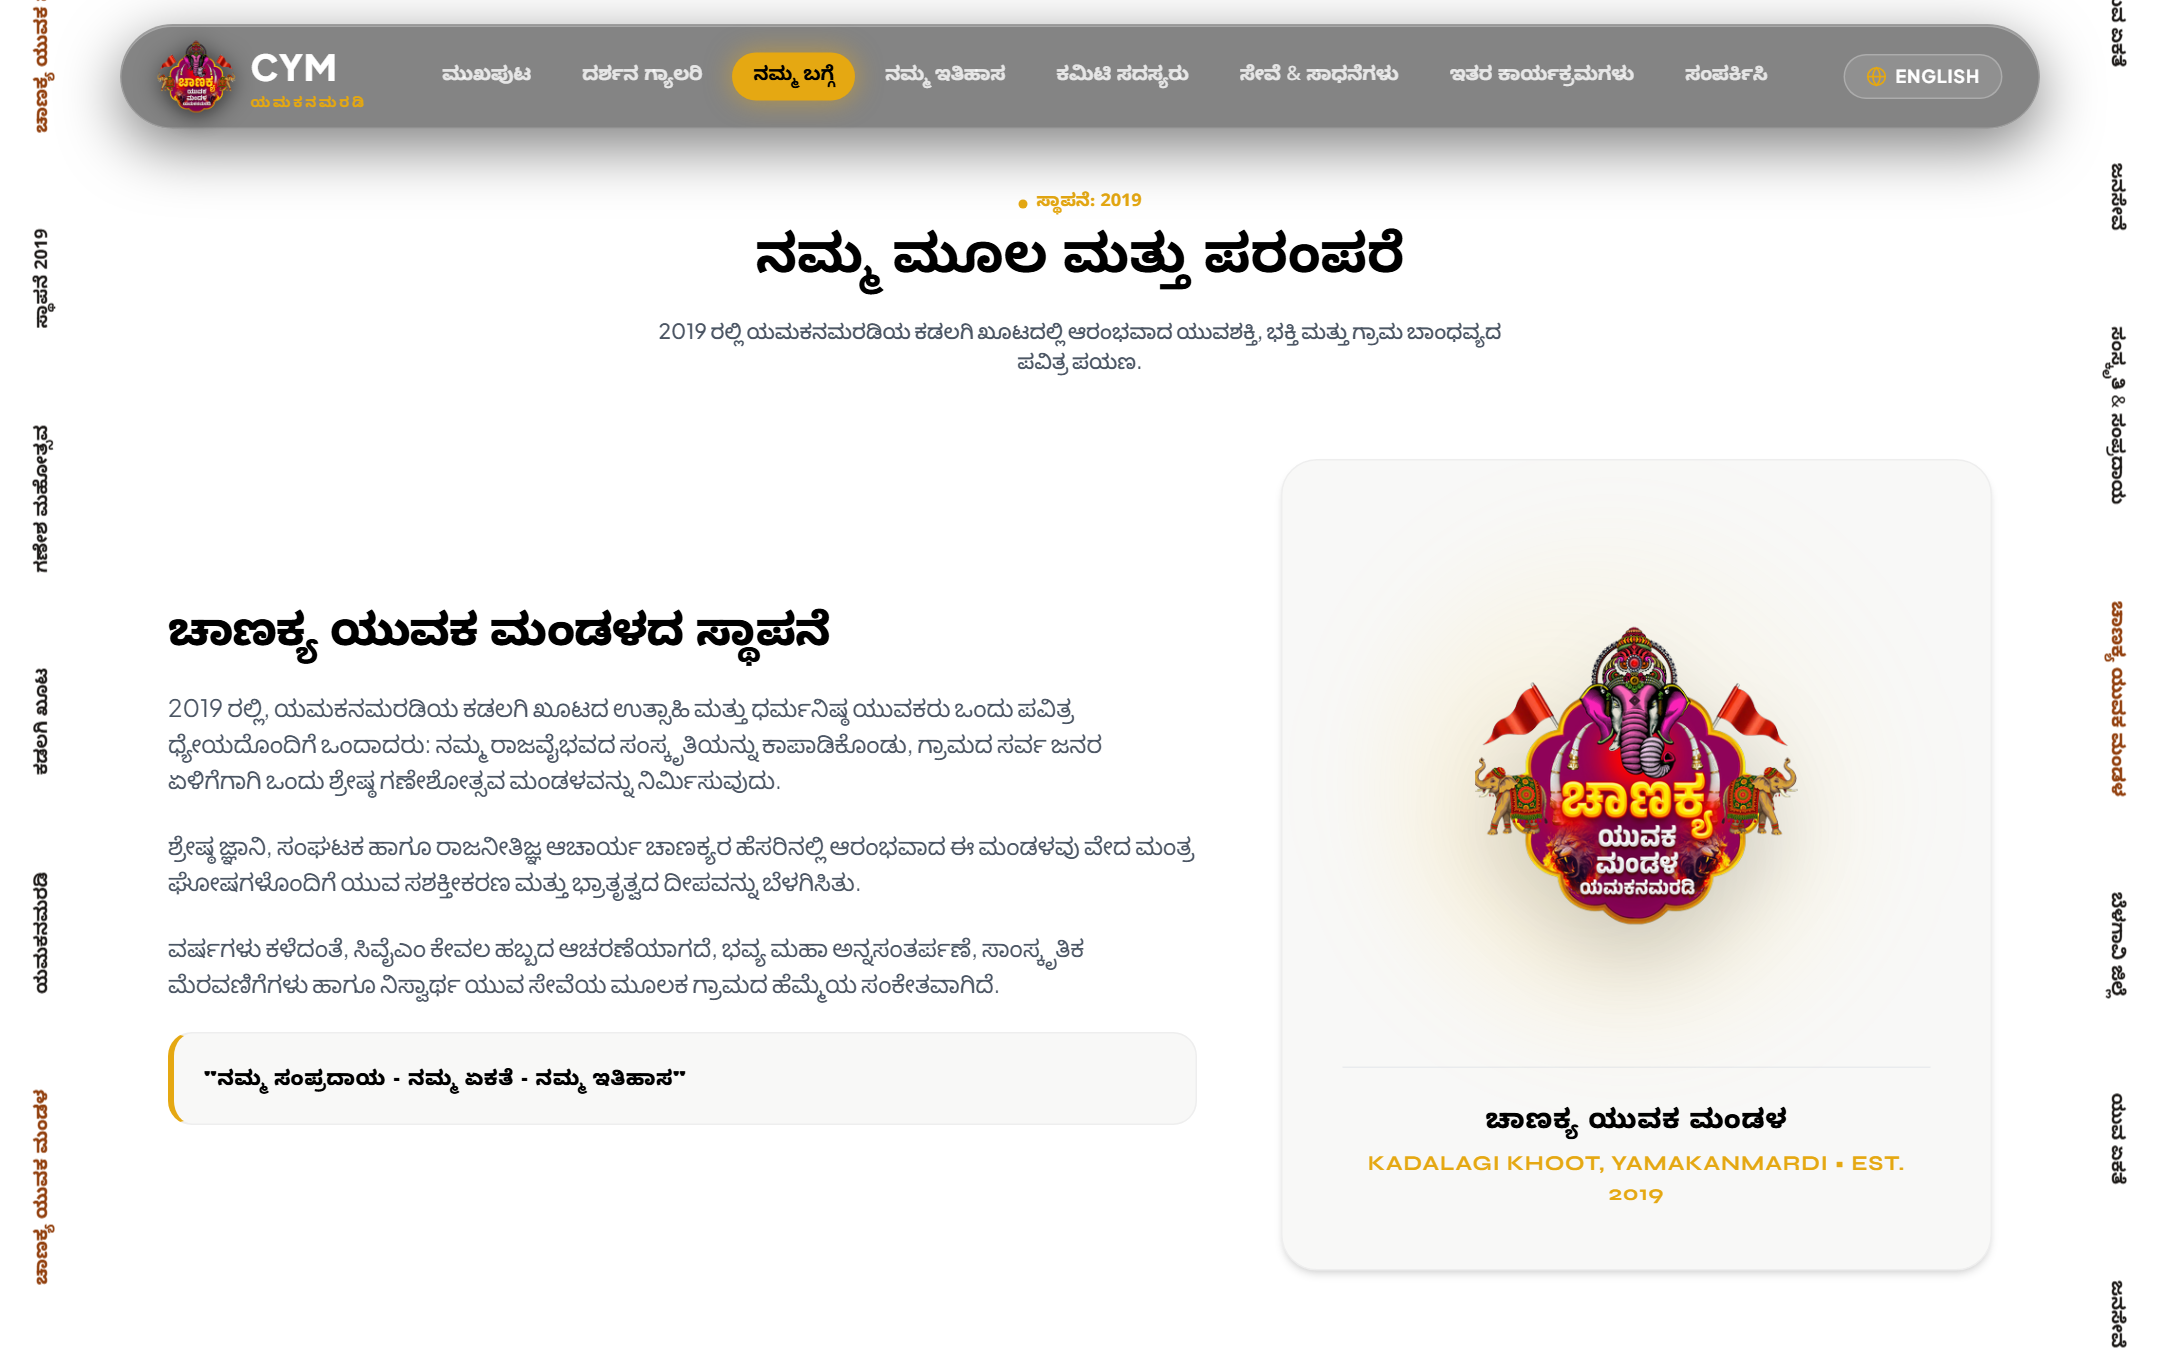 CYM
ಯಮಕನಮರಡಿ
ಮುಖಪುಟ
ದರ್ಶನ ಗ್ಯಾಲರಿ
ನಮ್ಮ ಬಗ್ಗೆ
ನಮ್ಮ ಇತಿಹಾಸ
ಕಮಿಟಿ ಸದಸ್ಯರು
ಸೇವೆ & ಸಾಧನೆಗಳು
ಇತರ ಕಾರ್ಯಕ್ರಮಗಳು
ಸಂಪರ್ಕಿಸಿ
ENGLISH
ಸ್ಥಾಪನೆ: 2019
ನಮ್ಮ ಮೂಲ ಮತ್ತು ಪರಂಪರೆ
2019 ರಲ್ಲಿ ಯಮಕನಮರಡಿಯ ಕಡಲಗಿ ಖೂಟದಲ್ಲಿ ಆರಂಭವಾದ ಯುವಶಕ್ತಿ, ಭಕ್ತಿ ಮತ್ತು ಗ್ರಾಮ ಬಾಂಧವ್ಯದ
ಪವಿತ್ರ ಪಯಣ.
ಚಾಣಕ್ಯ ಯುವಕ ಮಂಡಳದ ಸ್ಥಾಪನೆ
2019 ರಲ್ಲಿ, ಯಮಕನಮರಡಿಯ ಕಡಲಗಿ ಖೂಟದ ಉತ್ಸಾಹಿ ಮತ್ತು ಧರ್ಮನಿಷ್ಠ ಯುವಕರು ಒಂದು ಪವಿತ್ರ
ಧ್ಯೇಯದೊಂದಿಗೆ ಒಂದಾದರು: ನಮ್ಮ ರಾಜವೈಭವದ ಸಂಸ್ಕೃತಿಯನ್ನು ಕಾಪಾಡಿಕೊಂಡು, ಗ್ರಾಮದ ಸರ್ವ ಜನರ
ಏಳಿಗೆಗಾಗಿ ಒಂದು ಶ್ರೇಷ್ಠ ಗಣೇಶೋತ್ಸವ ಮಂಡಳವನ್ನು ನಿರ್ಮಿಸುವುದು.
ಶ್ರೇಷ್ಠ ಜ್ಞಾನಿ, ಸಂಘಟಕ ಹಾಗೂ ರಾಜನೀತಿಜ್ಞ ಆಚಾರ್ಯ ಚಾಣಕ್ಯರ ಹೆಸರಿನಲ್ಲಿ ಆರಂಭವಾದ ಈ ಮಂಡಳವು ವೇದ ಮಂತ್ರ
ಘೋಷಗಳೊಂದಿಗೆ ಯುವ ಸಶಕ್ತೀಕರಣ ಮತ್ತು ಭ್ರಾತೃತ್ವದ ದೀಪವನ್ನು ಬೆಳಗಿಸಿತು.
ವರ್ಷಗಳು ಕಳೆದಂತೆ, ಸಿವೈಎಂ ಕೇವಲ ಹಬ್ಬದ ಆಚರಣೆಯಾಗದೆ, ಭವ್ಯ ಮಹಾ ಅನ್ನಸಂತರ್ಪಣೆ, ಸಾಂಸ್ಕೃತಿಕ
ಮೆರವಣಿಗೆಗಳು ಹಾಗೂ ನಿಸ್ವಾರ್ಥ ಯುವ ಸೇವೆಯ ಮೂಲಕ ಗ್ರಾಮದ ಹೆಮ್ಮೆಯ ಸಂಕೇತವಾಗಿದೆ.
"ನಮ್ಮ ಸಂಪ್ರದಾಯ - ನಮ್ಮ ಏಕತೆ - ನಮ್ಮ ಇತಿಹಾಸ"
ಚಾಣಕ್ಯ
ಯುವಕ
ಮಂಡಳ
ಯಮಕನಮರಡಿ
ಚಾಣಕ್ಯ ಯುವಕ ಮಂಡಳ
KADALAGI KHOOT, YAMAKANMARDI • EST.
2019
ಚಾಣಕ್ಯ ಯುವಕ
ಸ್ಥಾಪನೆ 2019
ಗಣೇಶ ಮಹೋತ್ಸವ
ಕಡಲಗಿ ಖೂಟ
ಯಮಕನಮರಡಿ
ಚಾಣಕ್ಯ ಯುವಕ ಮಂಡಳ
ಏಕತೆ
ಜನಸೇವೆ
ಸಂಸ್ಕೃತಿ & ಸಂಪ್ರದಾಯ
ಚಾಣಕ್ಯ ಯುವಕ ಮಂಡಳ
ಬೆಳಗಾವಿ ಜಿಲ್ಲೆ
ಯುವ ಏಕತೆ
ಜನಸೇವೆ